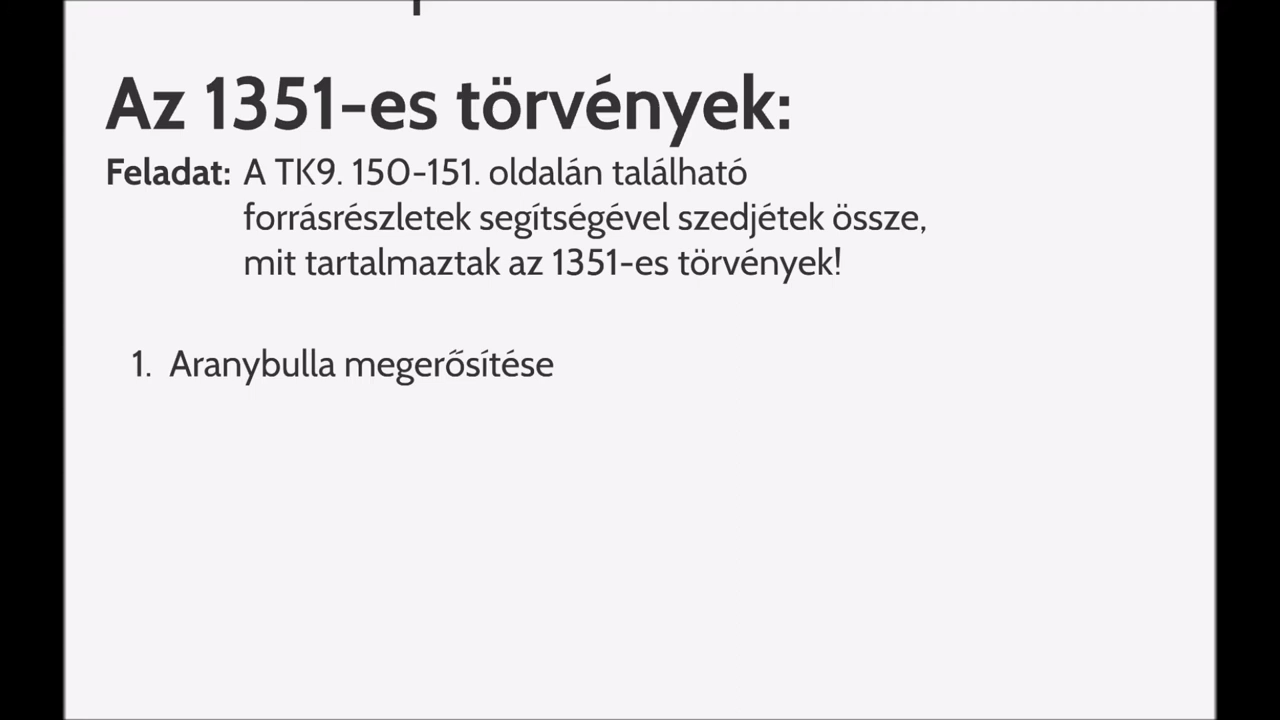 Az 1351-es törvények:
Feladat: A TK9. 150-151. oldalán található
forrásrészletek segítségével szedjétek össze,
mit tartalmaztak az 1351-es törvények!
1. Aranybulla megerősítése